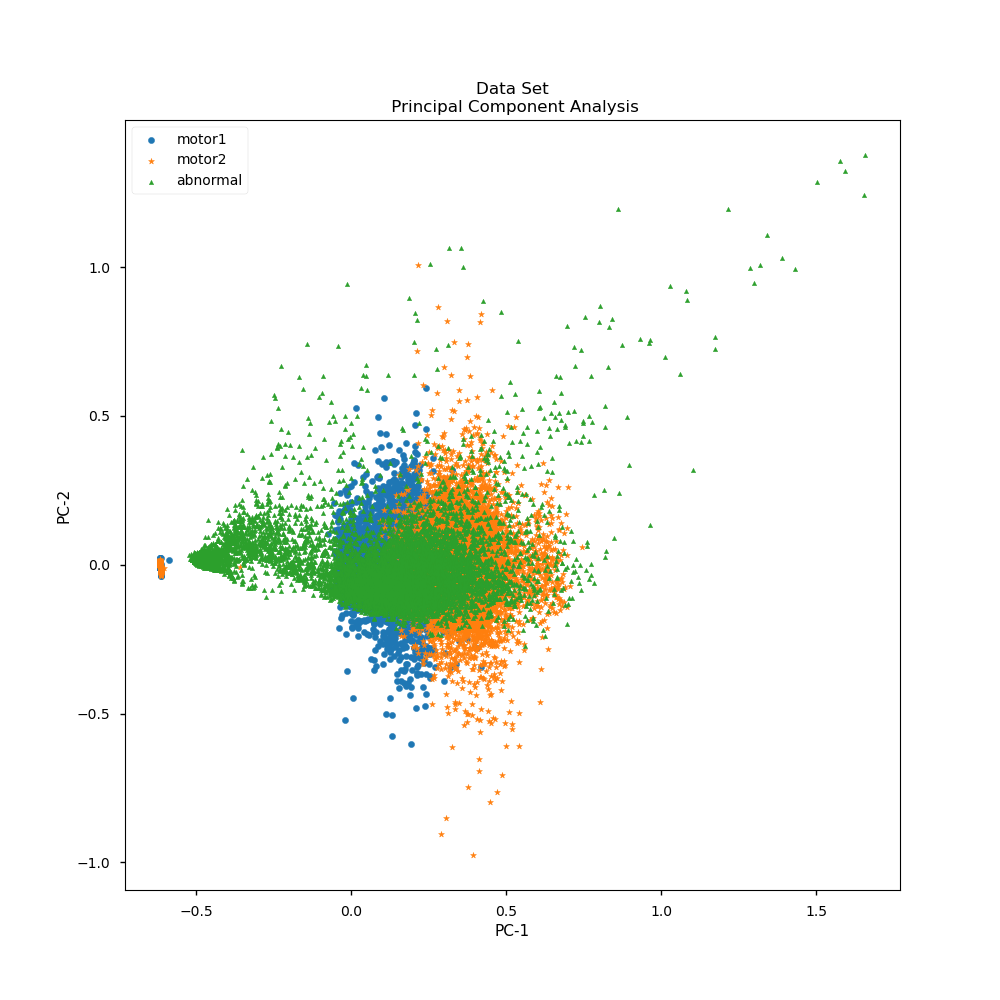 Data Set
Principal Component Analysis
motor1
motor2
abnormal
PC-2
1.0
0.5
0.0
−0.5
−1.0
−0.5
0.0
0.5
1.0
1.5
PC-1